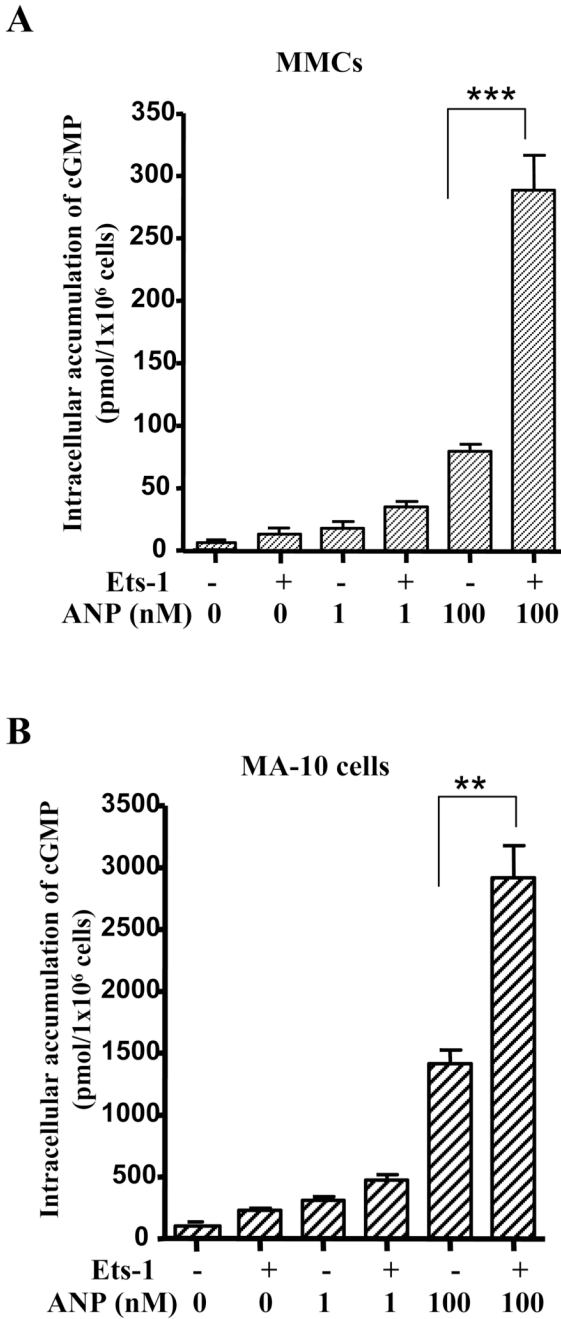 A
MMCs
***
Intracellular accumulation of cGMP
(pmol/1x10⁶ cells)
350
300
250
200
150
100
50
0
Ets-1 - + - + - +
ANP (nM) 0 0 1 1 100 100
B
MA-10 cells
**
Intracellular accumulation of cGMP
(pmol/1x10⁶ cells)
3500
3000
2500
2000
1500
1000
500
0
Ets-1 - + - + - +
ANP (nM) 0 0 1 1 100 100